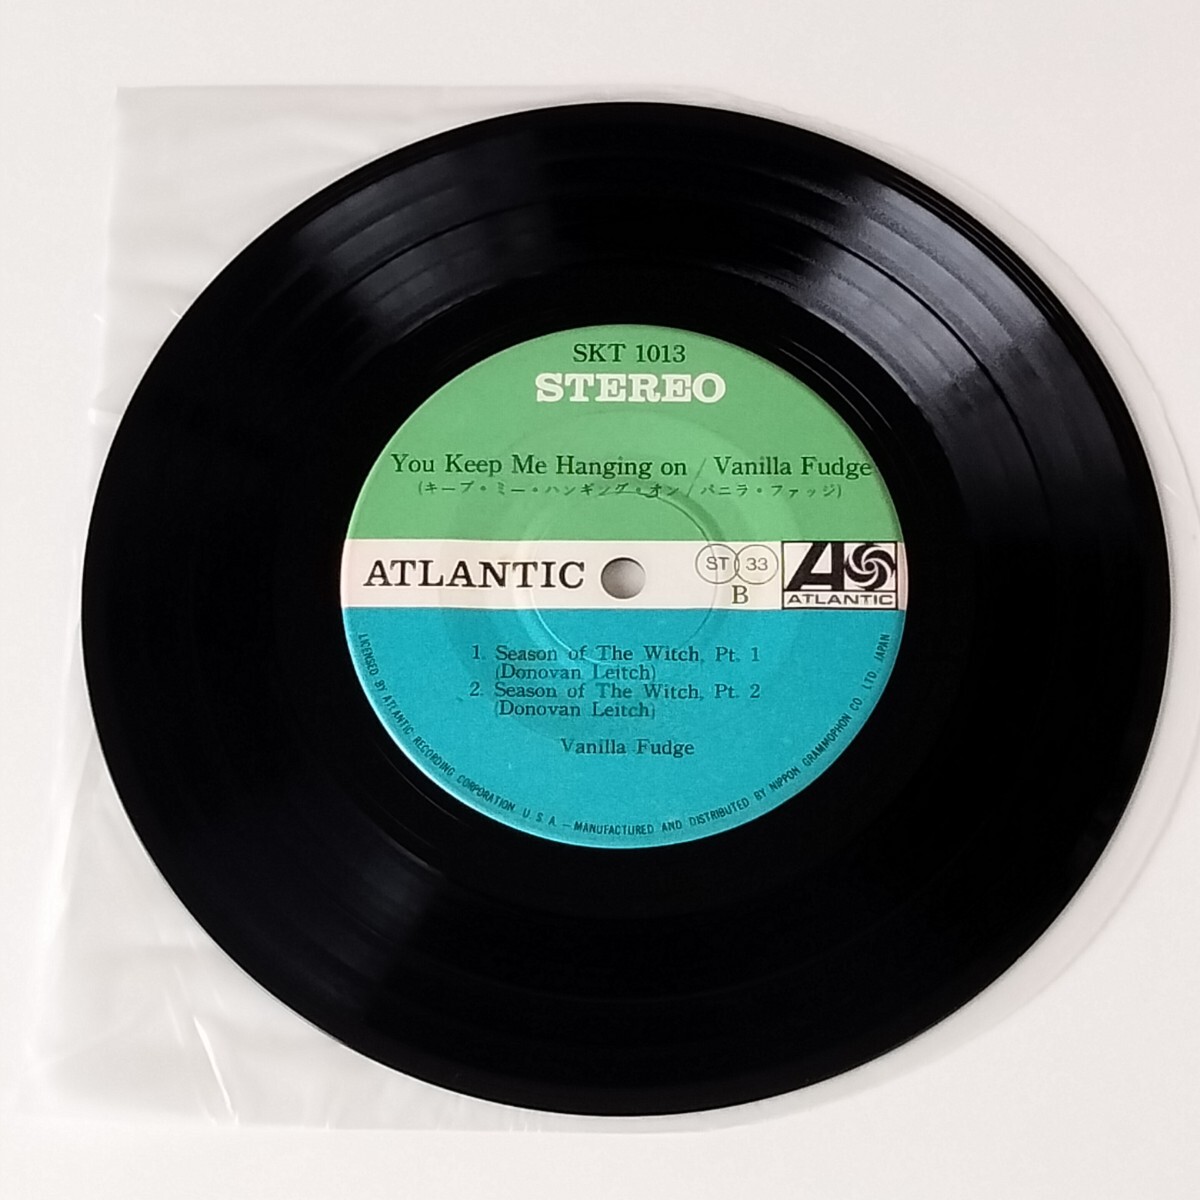 SKT 1013
STEREO
You Keep Me Hanging on / Vanilla Fudge
(キープ・ミー・ハンギング・オン / バニラ・ファッジ)
ATLANTIC
ST 33
B
ATLANTIC
1. Season of The Witch, Pt. 1
(Donovan Leitch)
2. Season of The Witch, Pt. 2
(Donovan Leitch)
Vanilla Fudge
LICENSED BY ATLANTIC RECORDING CORPORATION U.S.A. — MANUFACTURED AND DISTRIBUTED BY NIPPON GRAMMOPHON CO. LTD. JAPAN